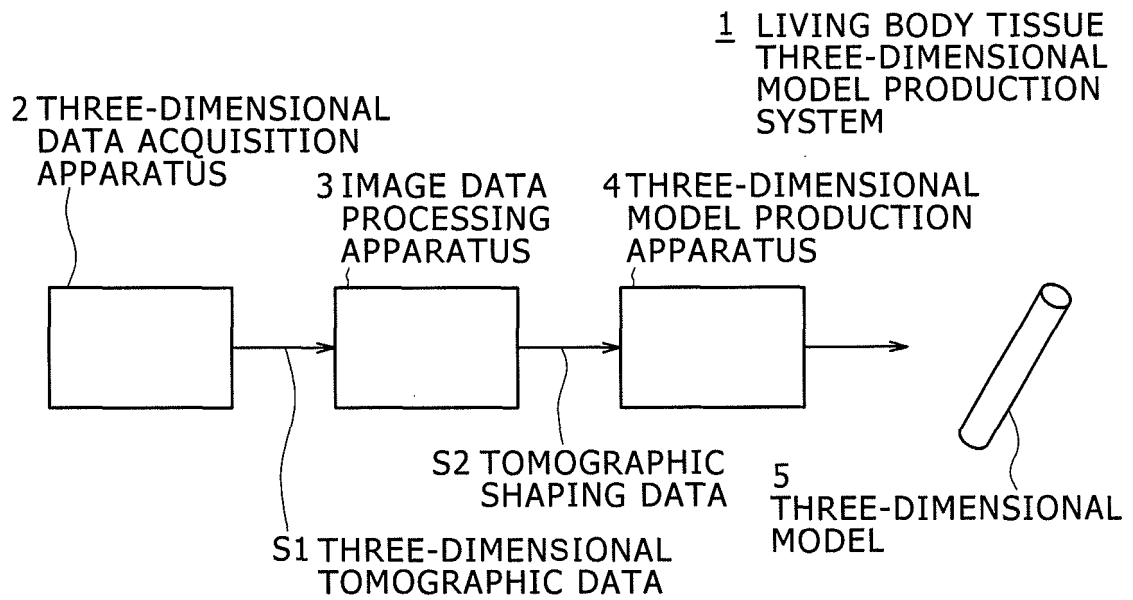 1 LIVING BODY TISSUE
THREE-DIMENSIONAL
MODEL PRODUCTION
SYSTEM
2 THREE-DIMENSIONAL
DATA ACQUISITION
APPARATUS
3 IMAGE DATA
PROCESSING
APPARATUS
4 THREE-DIMENSIONAL
MODEL PRODUCTION
APPARATUS
S2 TOMOGRAPHIC
SHAPING DATA
5
THREE-DIMENSIONAL
MODEL
S1 THREE-DIMENSIONAL
TOMOGRAPHIC DATA